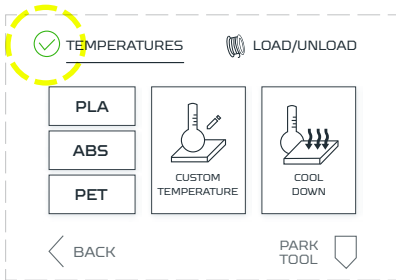 TEMPERATURES
LOAD/UNLOAD
PLA
ABS
PET
CUSTOM
TEMPERATURE
COOL
DOWN
BACK
PARK
TOOL